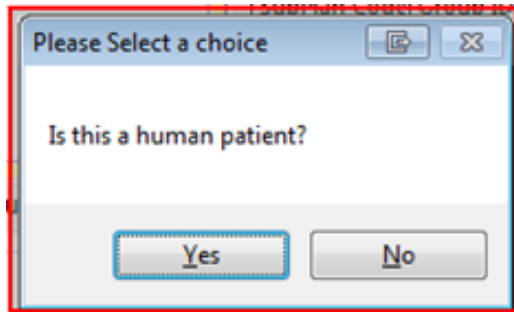 Please Select a choice
Is this a human patient?
Yes
No